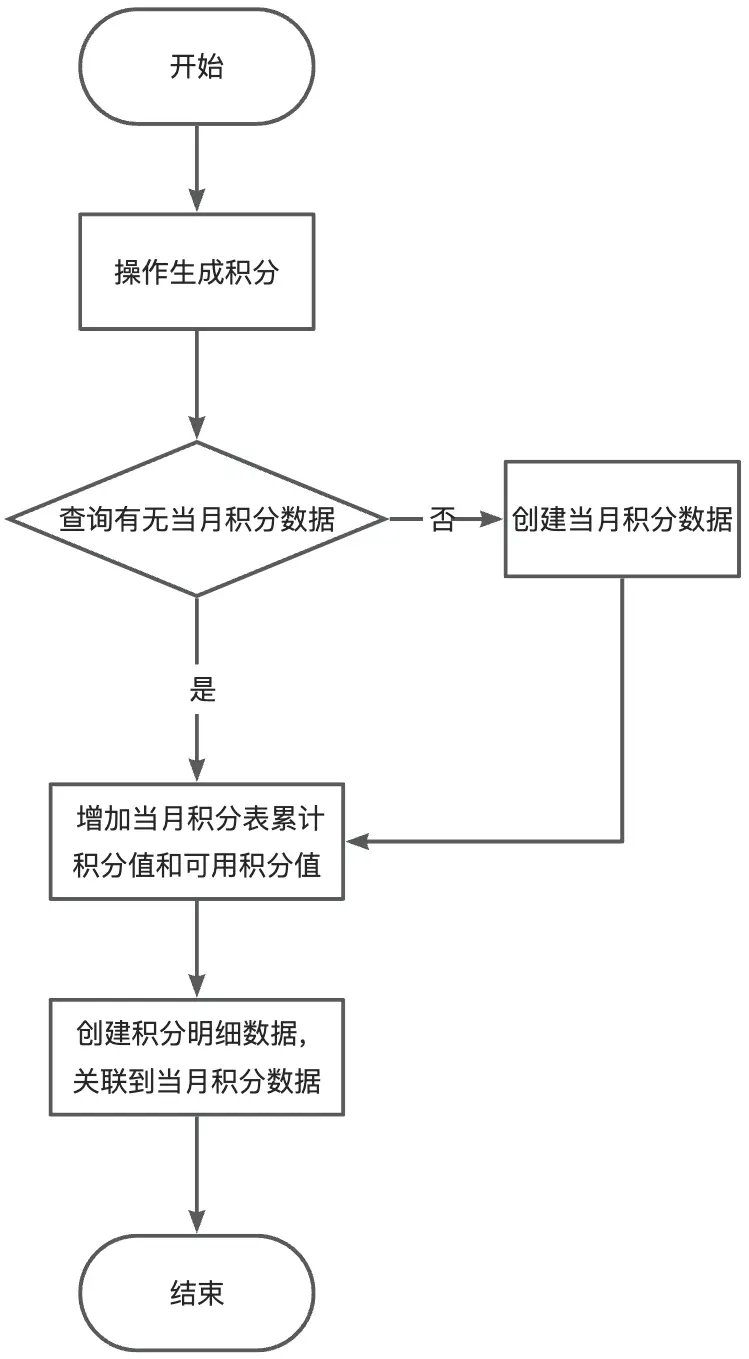 开始
操作生成积分
查询有无当月积分数据
否
创建当月积分数据
是
增加当月积分表累计
积分值和可用积分值
创建积分明细数据，
关联到当月积分数据
结束